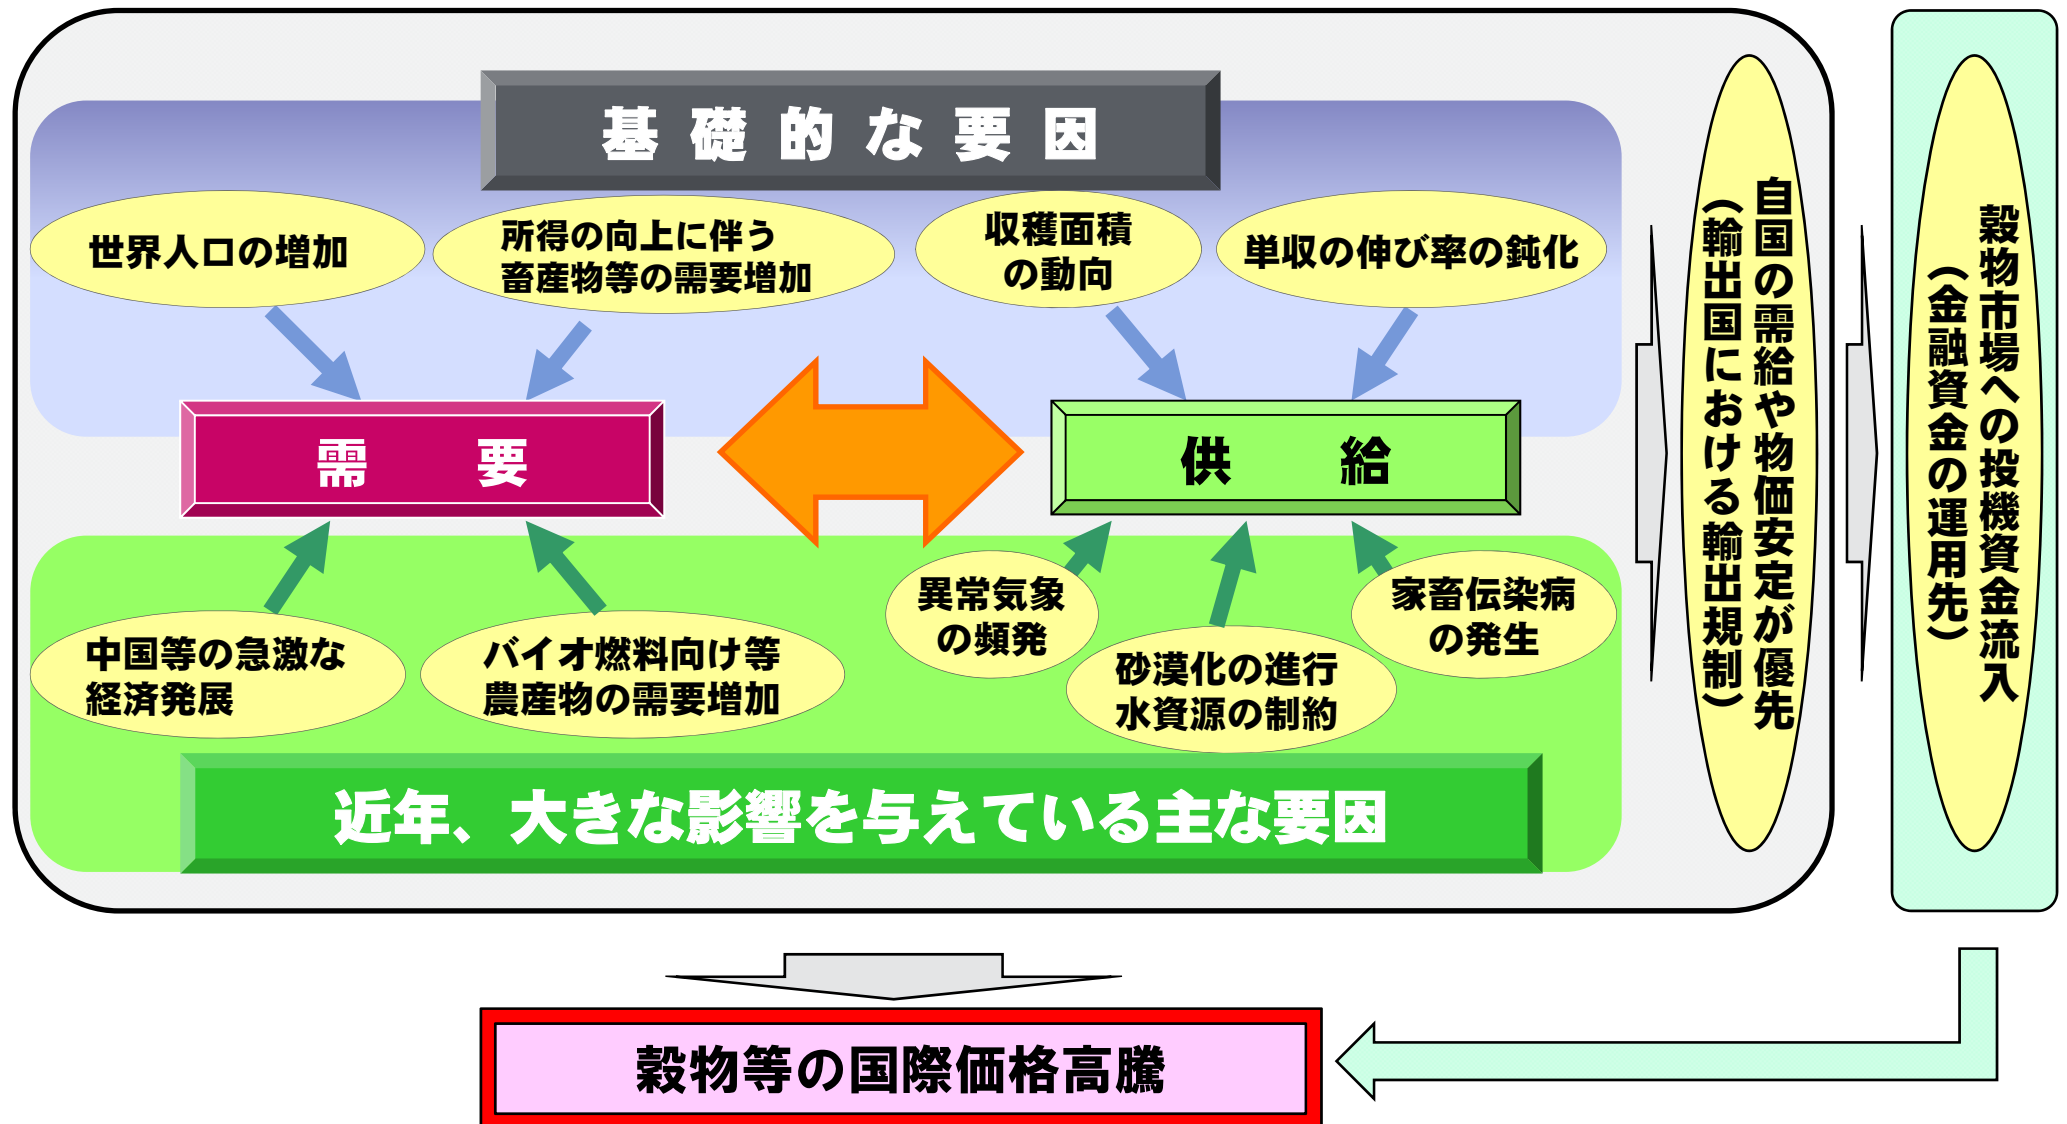 基礎的な要因
世界人口の増加
所得の向上に伴う
畜産物等の需要増加
収穫面積
の動向
単収の伸び率の鈍化
需要
供給
中国等の急激な
経済発展
バイオ燃料向け等
農産物の需要増加
異常気象
の頻発
砂漠化の進行
水資源の制約
家畜伝染病
の発生
近年、大きな影響を与えている主な要因
自国の需給や物価安定が優先
（輸出国における輸出規制）
穀物市場への投機資金流入
（金融資金の運用先）
穀物等の国際価格高騰